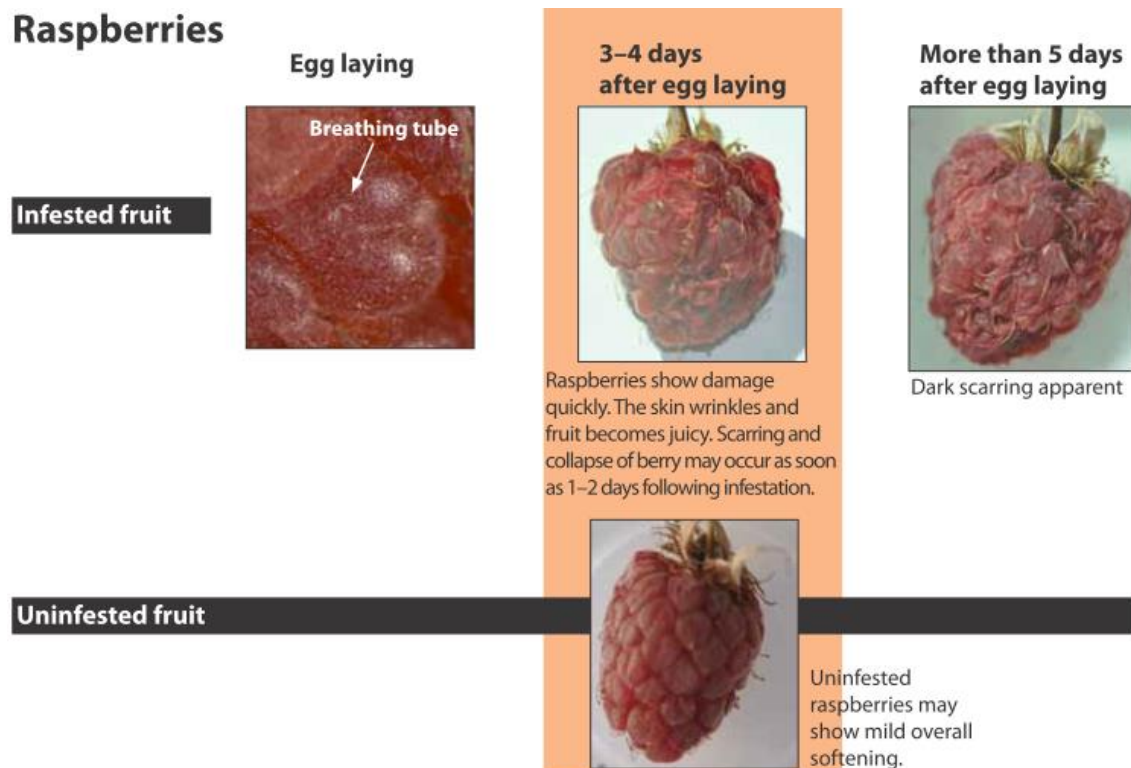 Raspberries
Egg laying
3–4 days
after egg laying
More than 5 days
after egg laying
Breathing tube
Infested fruit
Raspberries show damage
quickly. The skin wrinkles and
fruit becomes juicy. Scarring and
collapse of berry may occur as soon
as 1–2 days following infestation.
Dark scarring apparent
Uninfested fruit
Uninfested
raspberries may
show mild overall
softening.